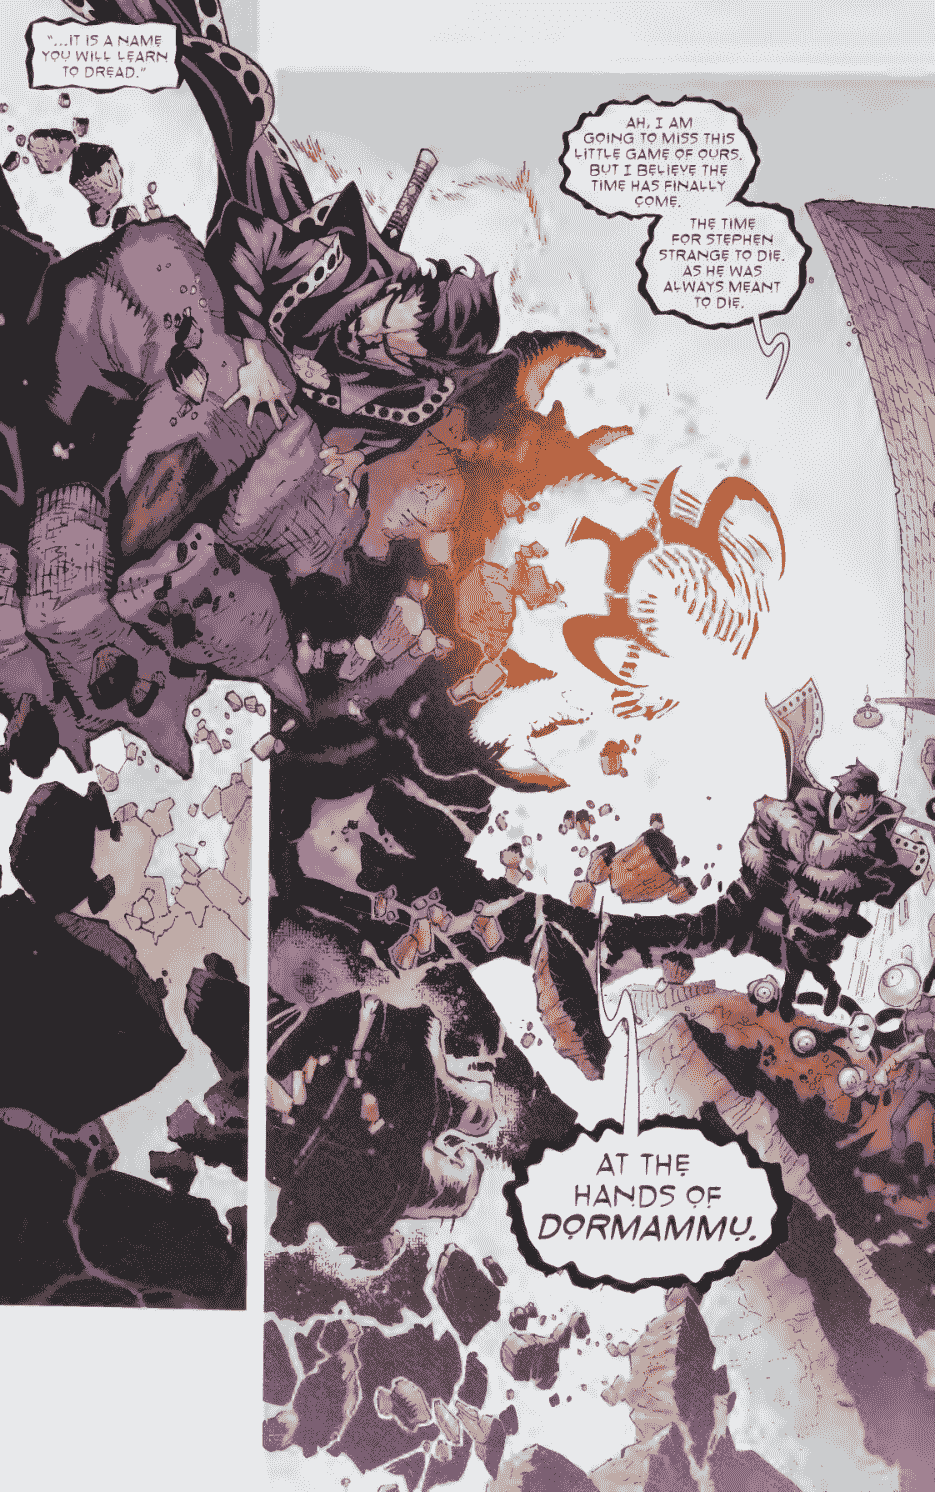 "...IT IS A NAME
YOU WILL LEARN
TO DREAD."
AH, I AM
GOING TO MISS THIS
LITTLE GAME OF OURS.
BUT I BELIEVE THE
TIME HAS FINALLY
COME.
THE TIME
FOR STEPHEN
STRANGE TO DIE.
AS HE WAS
ALWAYS MEANT
TO DIE.
AT THE
HANDS OF
DORMAMMU.